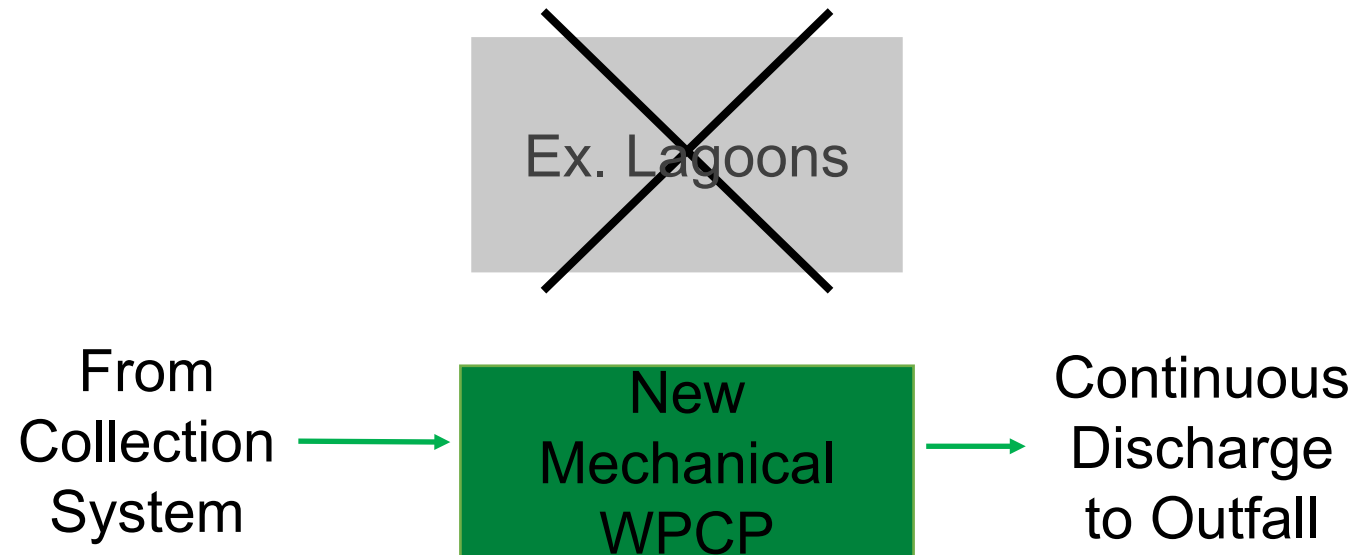 Ex. Lagoons
From
Collection
System
New
Mechanical
WPCP
Continuous
Discharge
to Outfall